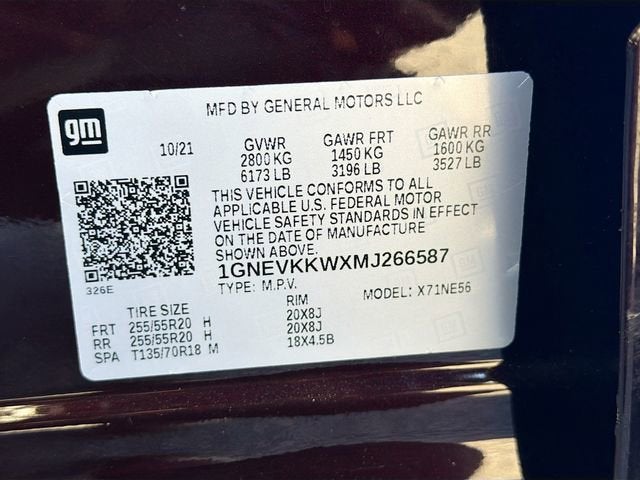 MFD BY GENERAL MOTORS LLC
gm
10/21
GVWR GAWR FRT GAWR RR
2800 KG 1450 KG 1600 KG
6173 LB 3196 LB 3527 LB
THIS VEHICLE CONFORMS TO ALL
APPLICABLE U.S. FEDERAL MOTOR
VEHICLE SAFETY STANDARDS IN EFFECT
ON THE DATE OF MANUFACTURE
SHOWN ABOVE.
1GNEVKKWXMJ266587
326E
TYPE: M.P.V. MODEL: X71NE56
TIRE SIZE RIM
FRT 255/55R20 H 20X8J
RR 255/55R20 H 20X8J
SPA T135/70R18 M 18X4.5B